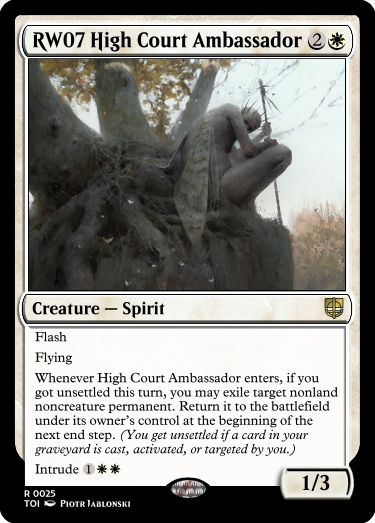 RW07 High Court Ambassador 2
Creature — Spirit
Flash
Flying
Whenever High Court Ambassador enters, if you
got unsettled this turn, you may exile target nonland
noncreature permanent. Return it to the battlefield
under its owner's control at the beginning of the
next end step. (You get unsettled if a card in your
graveyard is cast, activated, or targeted by you.)
Intrude 1
1/3
R 0025
TOI Piotr Jabłonski